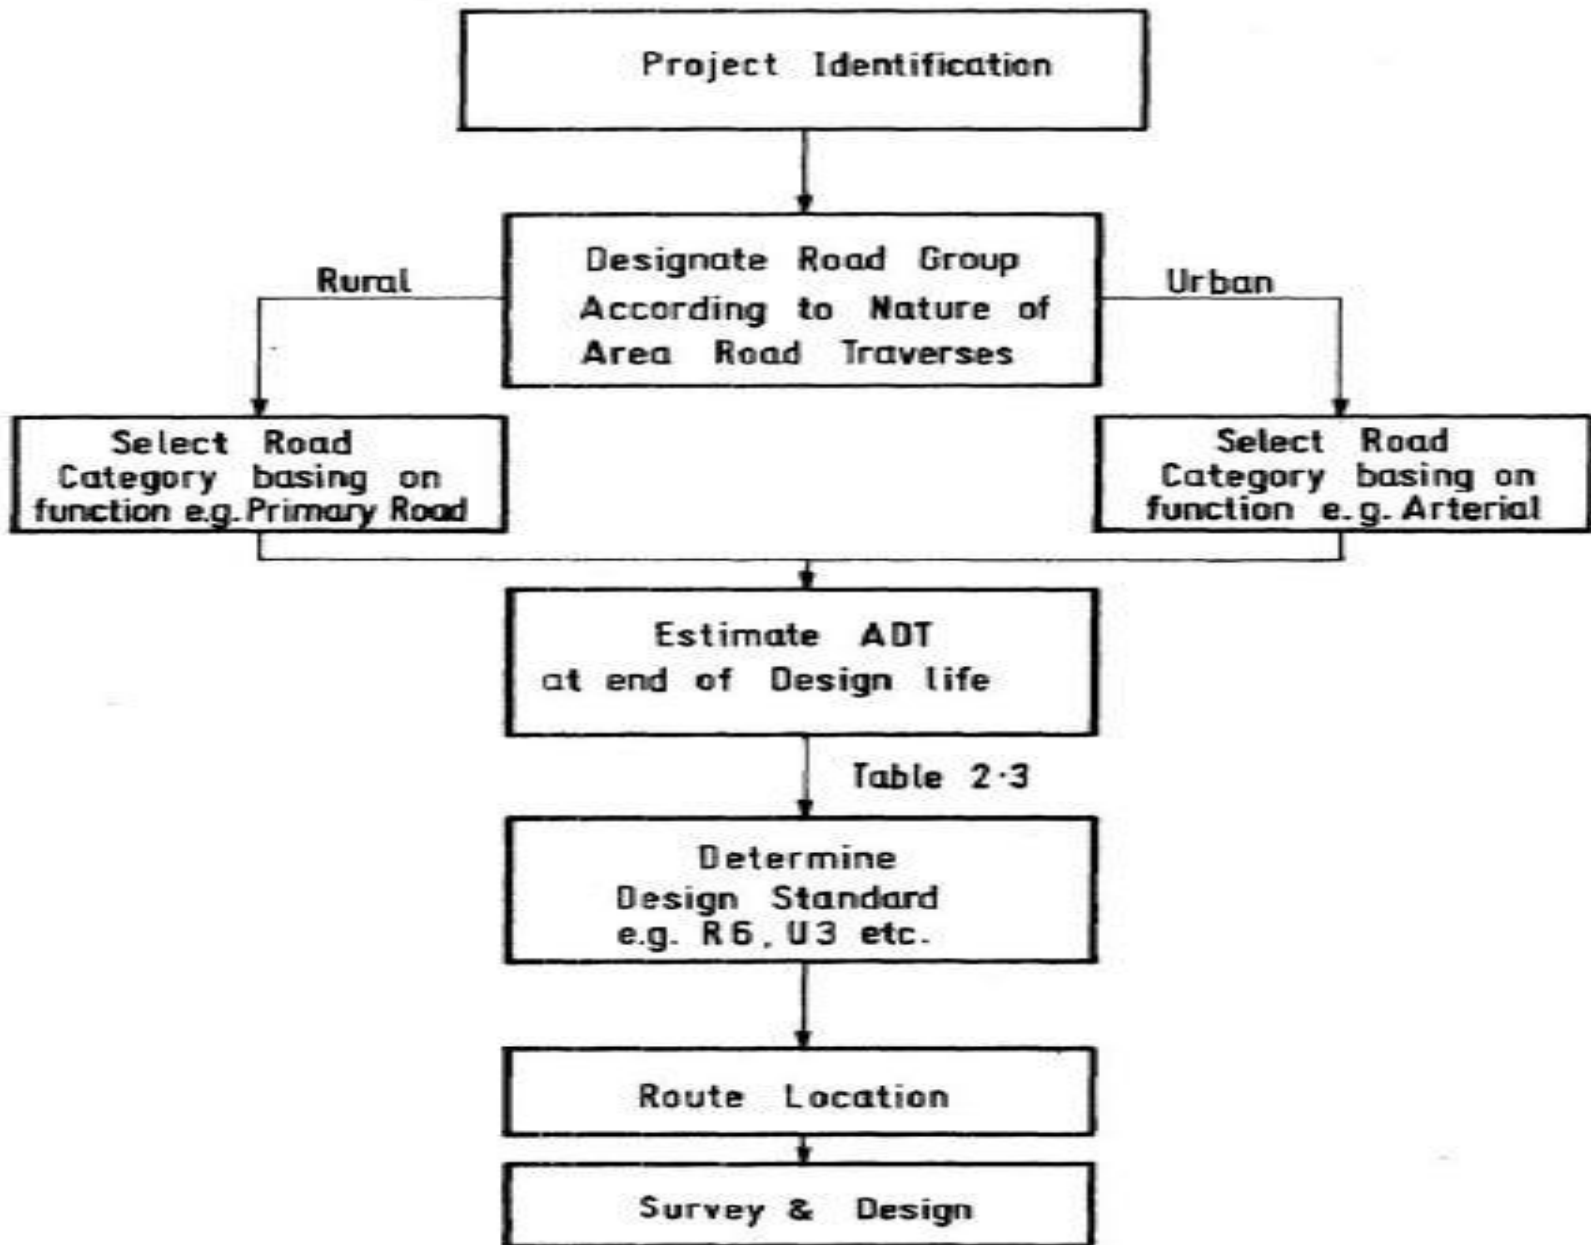 Project Identification
Designate Road Group
According to Nature of
Area Road Traverses
Rural
Urban
Select Road
Category basing on
function e.g. Primary Road
Select Road
Category basing on
function e.g. Arterial
Estimate ADT
at end of Design life
Table 2·3
Determine
Design Standard
e.g. R6, U3 etc.
Route Location
Survey & Design